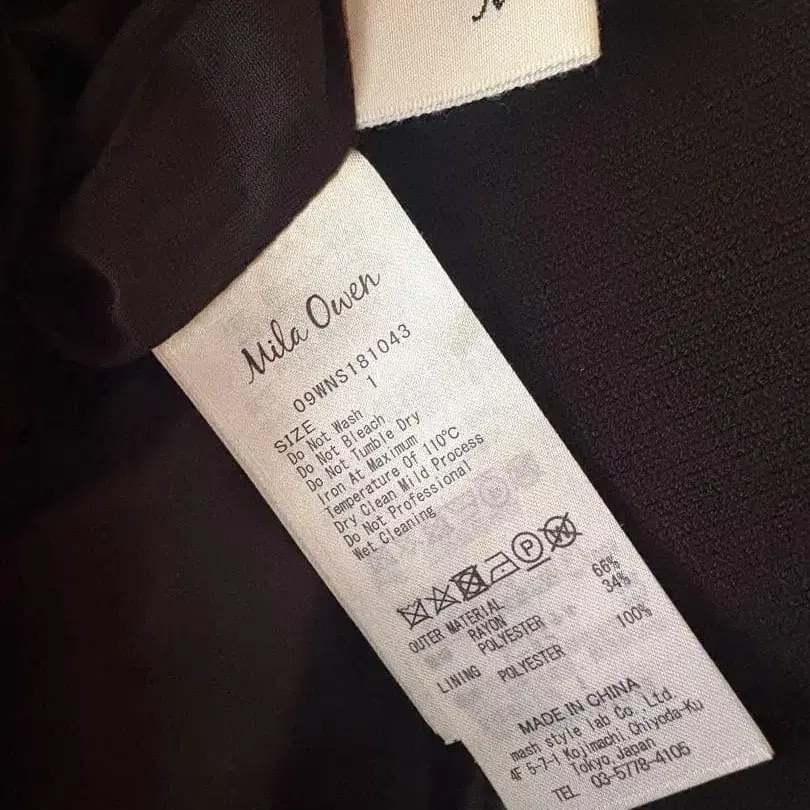 Mila Owen
09WNS181043
SIZE 1
Do Not Wash
Do Not Bleach
Do Not Tumble Dry
Iron At Maximum
Temperature Of 110℃
Dry Clean Mild Process
Do Not Professional
Wet Cleaning
P W
OUTER MATERIAL
RAYON 66%
POLYESTER 34%
LINING POLYESTER 100%
MADE IN CHINA
mash style lab Co., Ltd.
4F 5-7-1 Kojimachi, Chiyoda-Ku
Tokyo, Japan
TEL 03-5778-4105